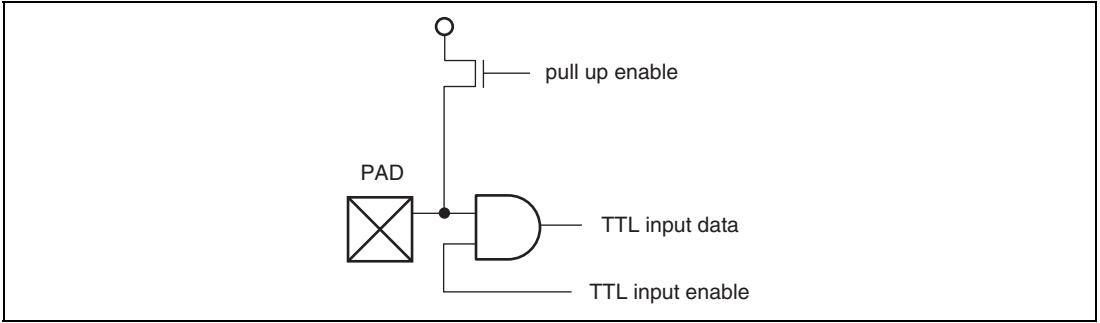 pull up enable
PAD
TTL input data
TTL input enable